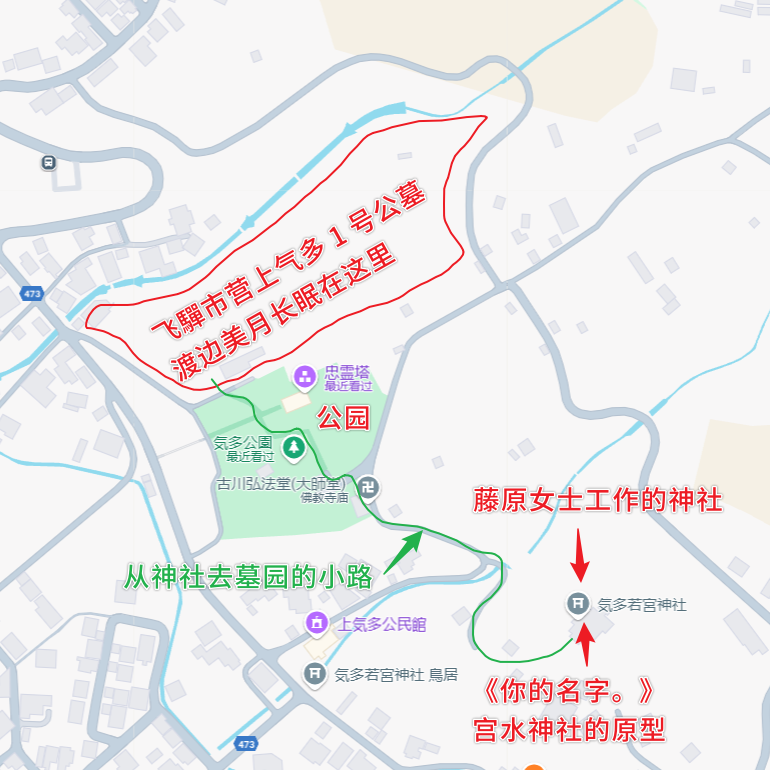 飞驒市营上气多 1 号公墓
渡边美月长眠在这里
473
忠霊塔
最近看过
公园
気多公園
最近看过
古川弘法堂(大師堂)
佛教寺庙
藤原女士工作的神社
从神社去墓园的小路
気多若宮神社
上気多公民館
気多若宮神社 鳥居
《你的名字。》
宫水神社的原型
473